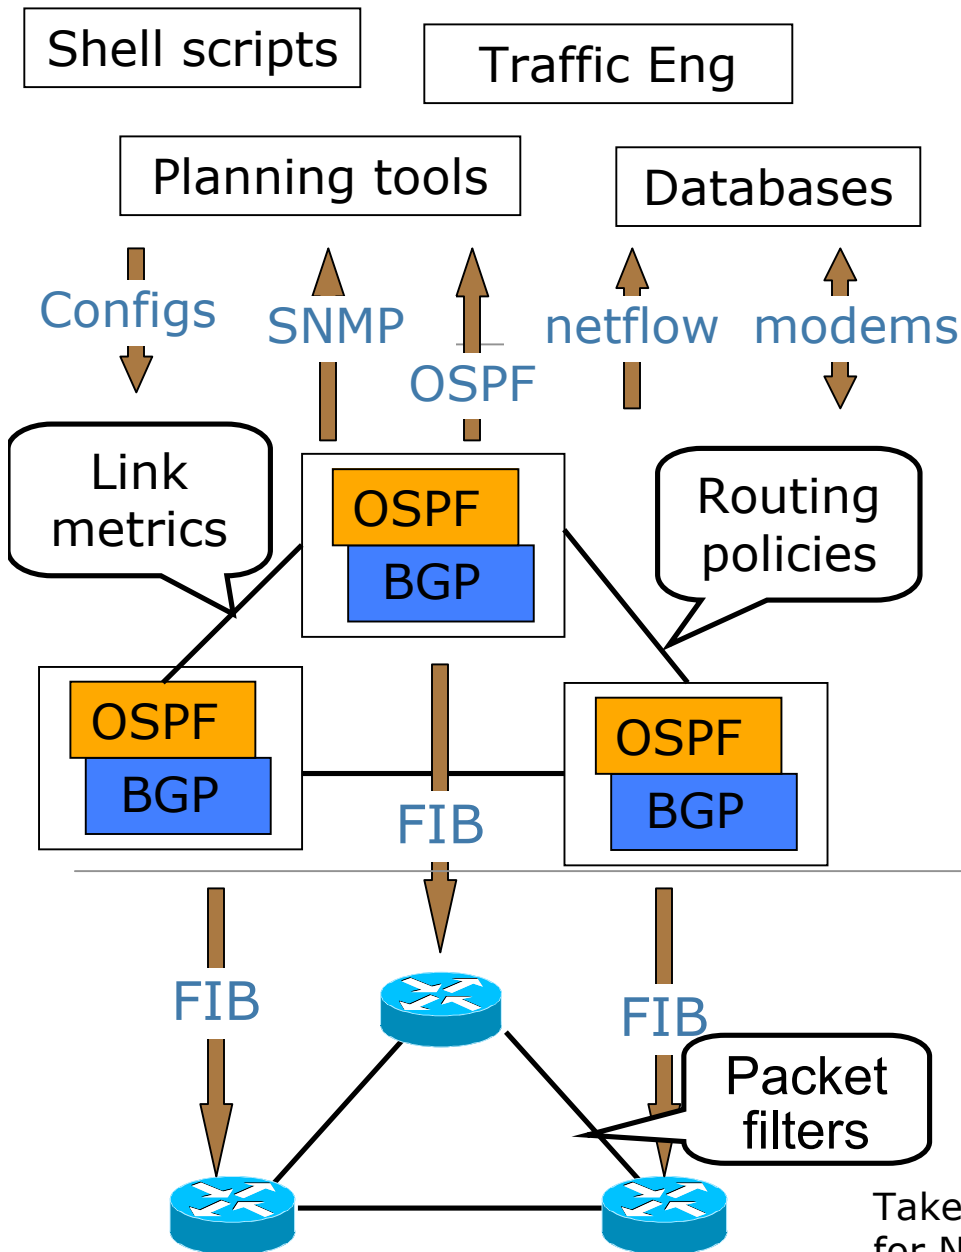 Shell scripts
Traffic Eng
Planning tools
Databases
Configs
SNMP
OSPF
netflow
modems
Link
metrics
OSPF
BGP
Routing
policies
OSPF
BGP
OSPF
BGP
FIB
FIB
FIB
Packet
filters
Take
for N